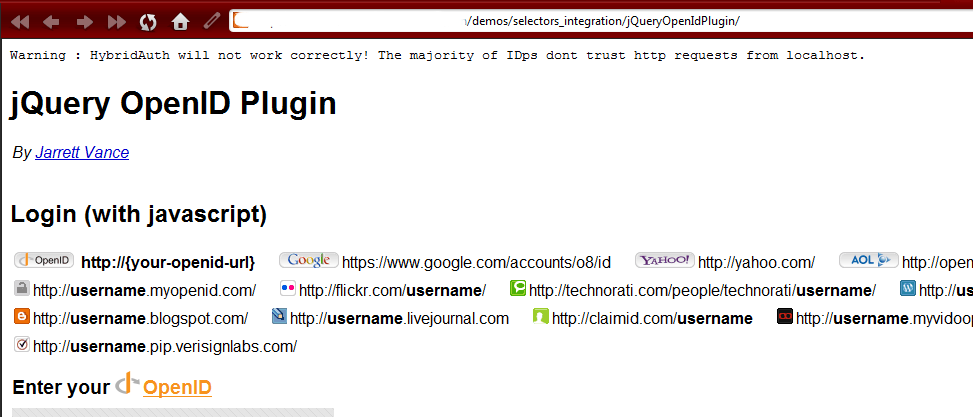 /demos/selectors_integration/jQueryOpenIdPlugin/
Warning : HybridAuth will not work correctly! The majority of IDps dont trust http requests from localhost.
jQuery OpenID Plugin
By Jarrett Vance
Login (with javascript)
OpenID http://{your-openid-url} Google https://www.google.com/accounts/o8/id YAHOO! http://yahoo.com/ AOL http://open
http://username.myopenid.com/ http://flickr.com/username/ http://technorati.com/people/technorati/username/ http://us
http://username.blogspot.com/ http://username.livejournal.com http://claimid.com/username http://username.myvidoop
http://username.pip.verisignlabs.com/
Enter your OpenID